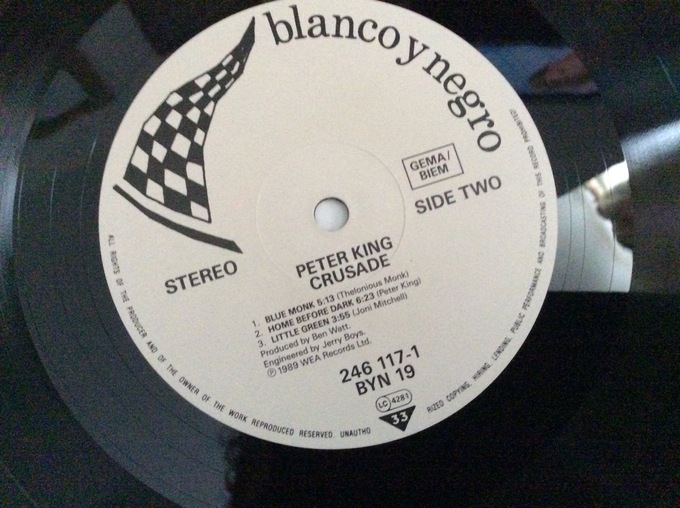 blanco y negro
GEMA/
BIEM
SIDE TWO
STEREO
PETER KING
CRUSADE
1. BLUE MONK 5:13 (Thelonious Monk)
2. HOME BEFORE DARK 6:23 (Peter King)
3. LITTLE GREEN 3:55 (Joni Mitchell)
Produced by Ben Watt.
Engineered by Jerry Boys.
℗ 1989 WEA Records Ltd.
246 117-1
BYN 19
LC 4281
33
ALL RIGHTS OF THE PRODUCER AND OF THE OWNER OF THE WORK REPRODUCED RESERVED. UNAUTHO RIZED COPYING, HIRING, LENDING, PUBLIC PERFORMANCE AND BROADCASTING OF THIS RECORD PROHIBITED!